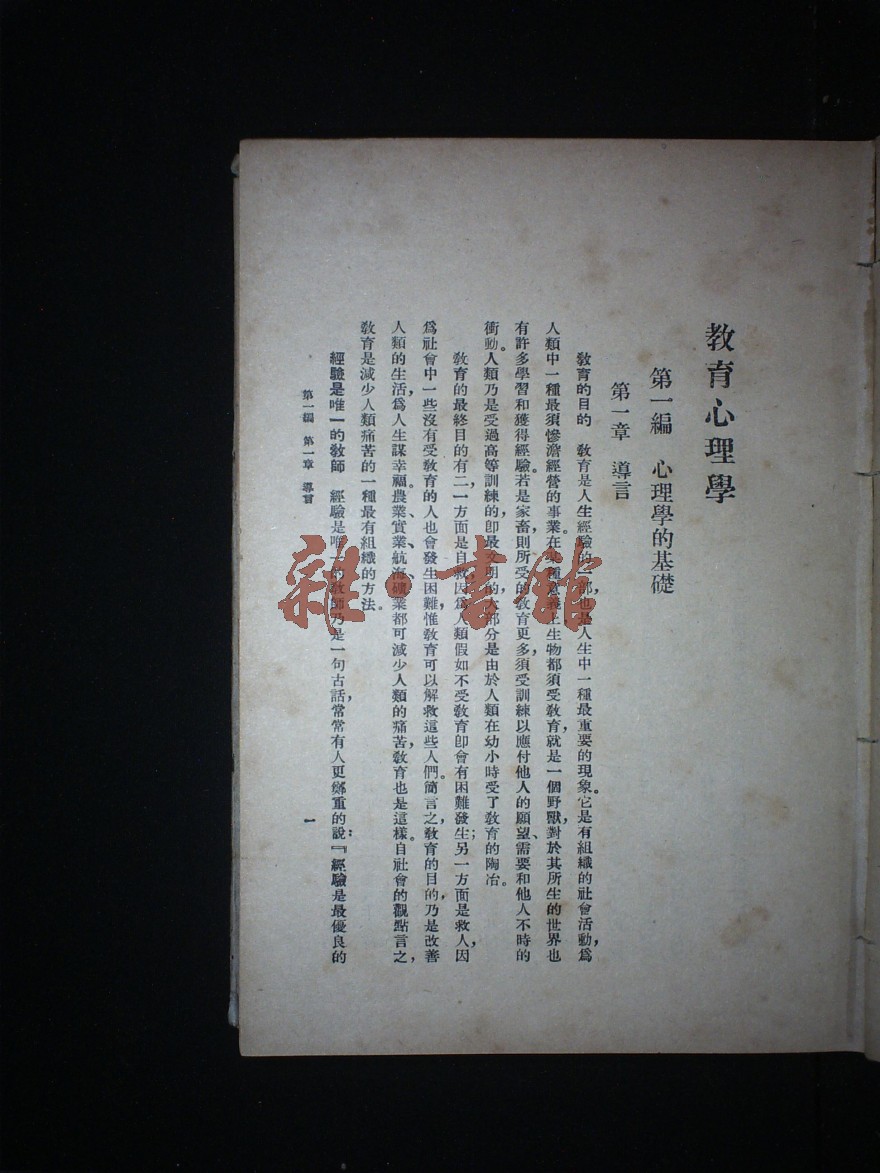 教育心理學
第一編　心理學的基礎
第一章　導言
教育的目的　教育是人生經驗的一部，也是人生中一種最重要的現象。它是有組織的社會活動，爲
人類中一種最須慘澹經營的事業。在某種意義上，生物都須受教育，就是一個野獸，對於其所生的世界也
有許多學習和獲得經驗。若是家畜，則所受的教育更多，須受訓練以應付他人的願望、需要和他人不時的
衝動。人類乃是受過高等訓練的，卽最文明的，大部分是由於人類在幼小時受了教育的陶冶。
教育的最終目的有二，一方面是自救，因爲人類假如不受教育卽會有困難發生；另一方面是救人，因
爲社會中一些沒有受教育的人也會發生困難，惟教育可以解救這些人們。簡言之，教育的目的，乃是改善
人類的生活，爲人生謀幸福。農業、實業、航海、礦業都可減少人類的痛苦，教育也是這樣。自社會的觀點言之，
教育是減少人類痛苦的一種最有組織的方法。
經驗是唯一的教師　經驗是唯一的教師，乃是一句古話，常常有人更鄭重的說：『經驗是最優良的
第一編　第一章　導言
一
雜·書館